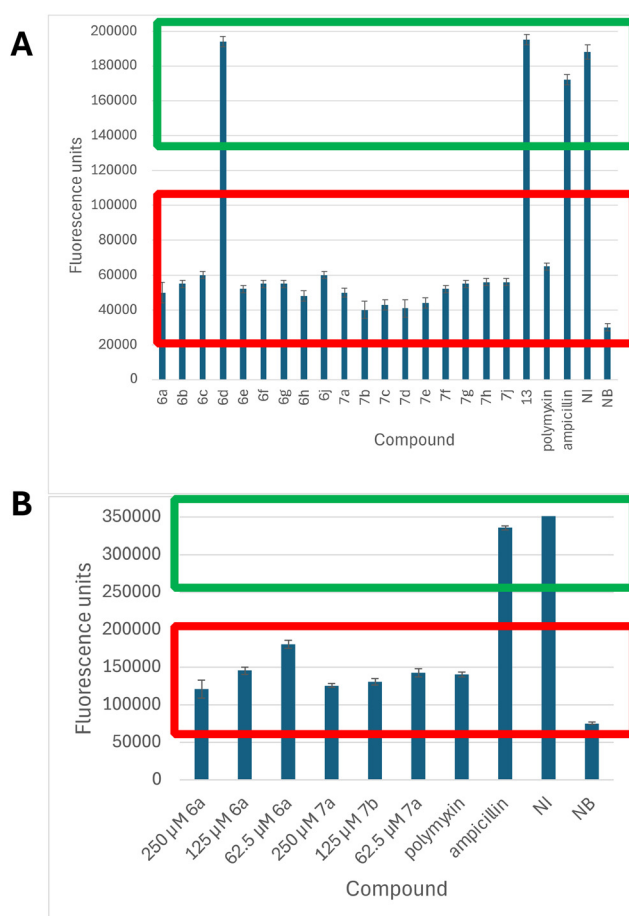 A
200000
180000
160000
140000
120000
100000
80000
60000
40000
20000
0
Fluorescence units
6a 6b 6c 6d 6e 6f 6g 6h 6j 7a 7b 7c 7d 7e 7f 7g 7h 7j 13 polymyxin ampicillin NI NB
Compound
B
350000
300000
250000
200000
150000
100000
50000
0
Fluorescence units
250 µM 6a 125 µM 6a 62.5 µM 6a 250 µM 7a 125 µM 7b 62.5 µM 7a polymyxin ampicillin NI NB
Compound